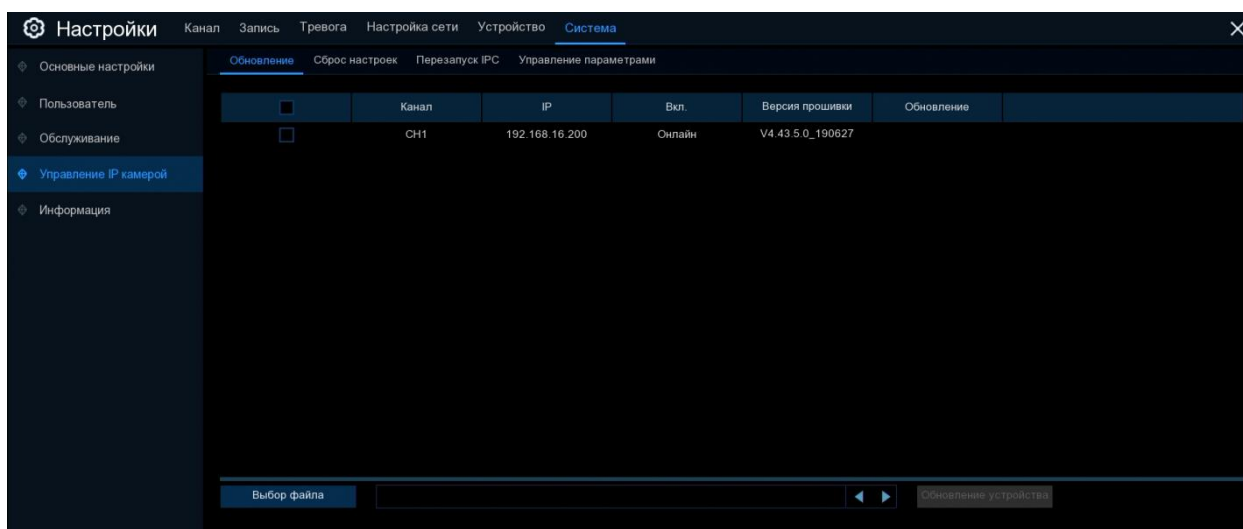 Настройки Канал Запись Тревога Настройка сети Устройство Система
Обновление Сброс настроек Перезапуск IPC Управление параметрами
Основные настройки
Пользователь
Обслуживание
Управление IP камерой
Информация
Канал IP Вкл. Версия прошивки Обновление
CH1 192.168.16.200 Онлайн V4.43.5.0_190627
Выбор файла Обновление устройства